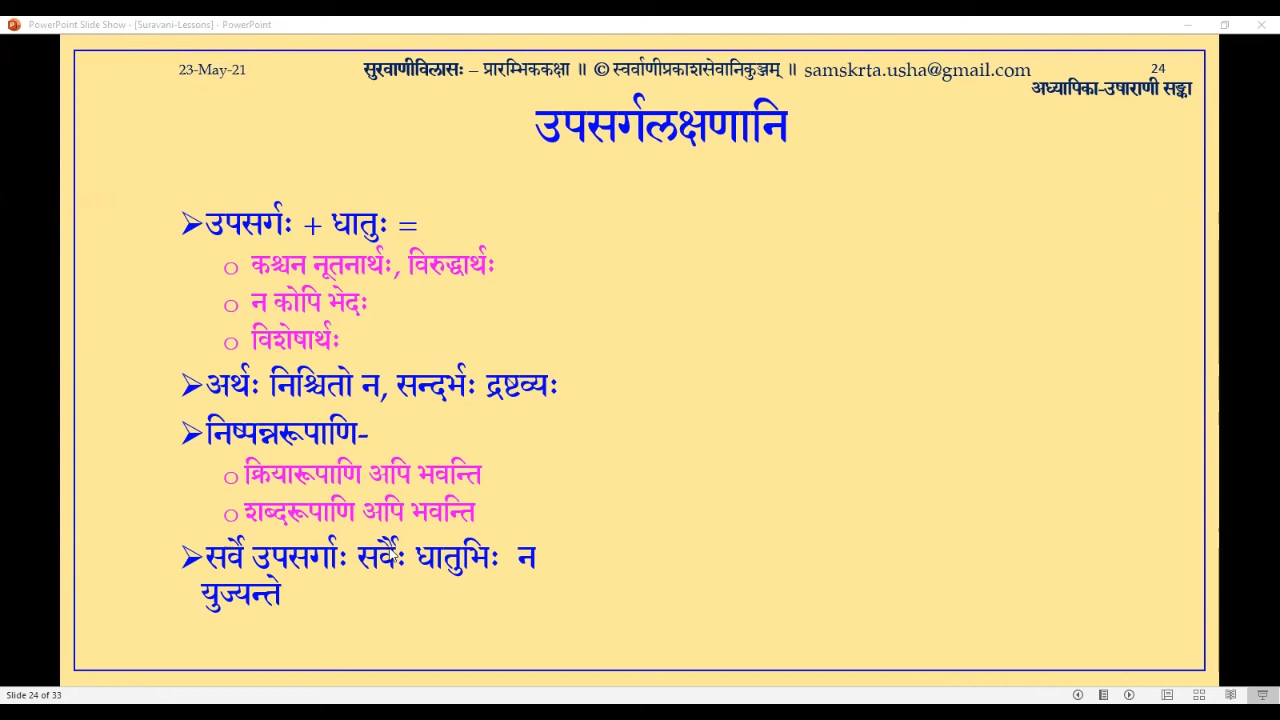 PowerPoint Slide Show - [Suravani-Lessons] - PowerPoint
23-May-21 सुरवाणीविलासः – प्रारम्भिककक्षा ॥ © स्वर्वाणीप्रकाशसेवानिकुञ्जम् ॥ samskrta.usha@gmail.com 24
अध्यापिका-उषाराणी सङ्का
उपसर्गलक्षणानि
➢उपसर्गः + धातुः =
o कश्चन नूतनार्थः, विरुद्धार्थः
o न कोपि भेदः
o विशेषार्थः
➢अर्थः निश्चितो न, सन्दर्भः द्रष्टव्यः
➢निष्पन्नरूपाणि-
o क्रियारूपाणि अपि भवन्ति
o शब्दरूपाणि अपि भवन्ति
➢सर्वे उपसर्गाः सर्वैः धातुभिः न
युज्यन्ते
Slide 24 of 33